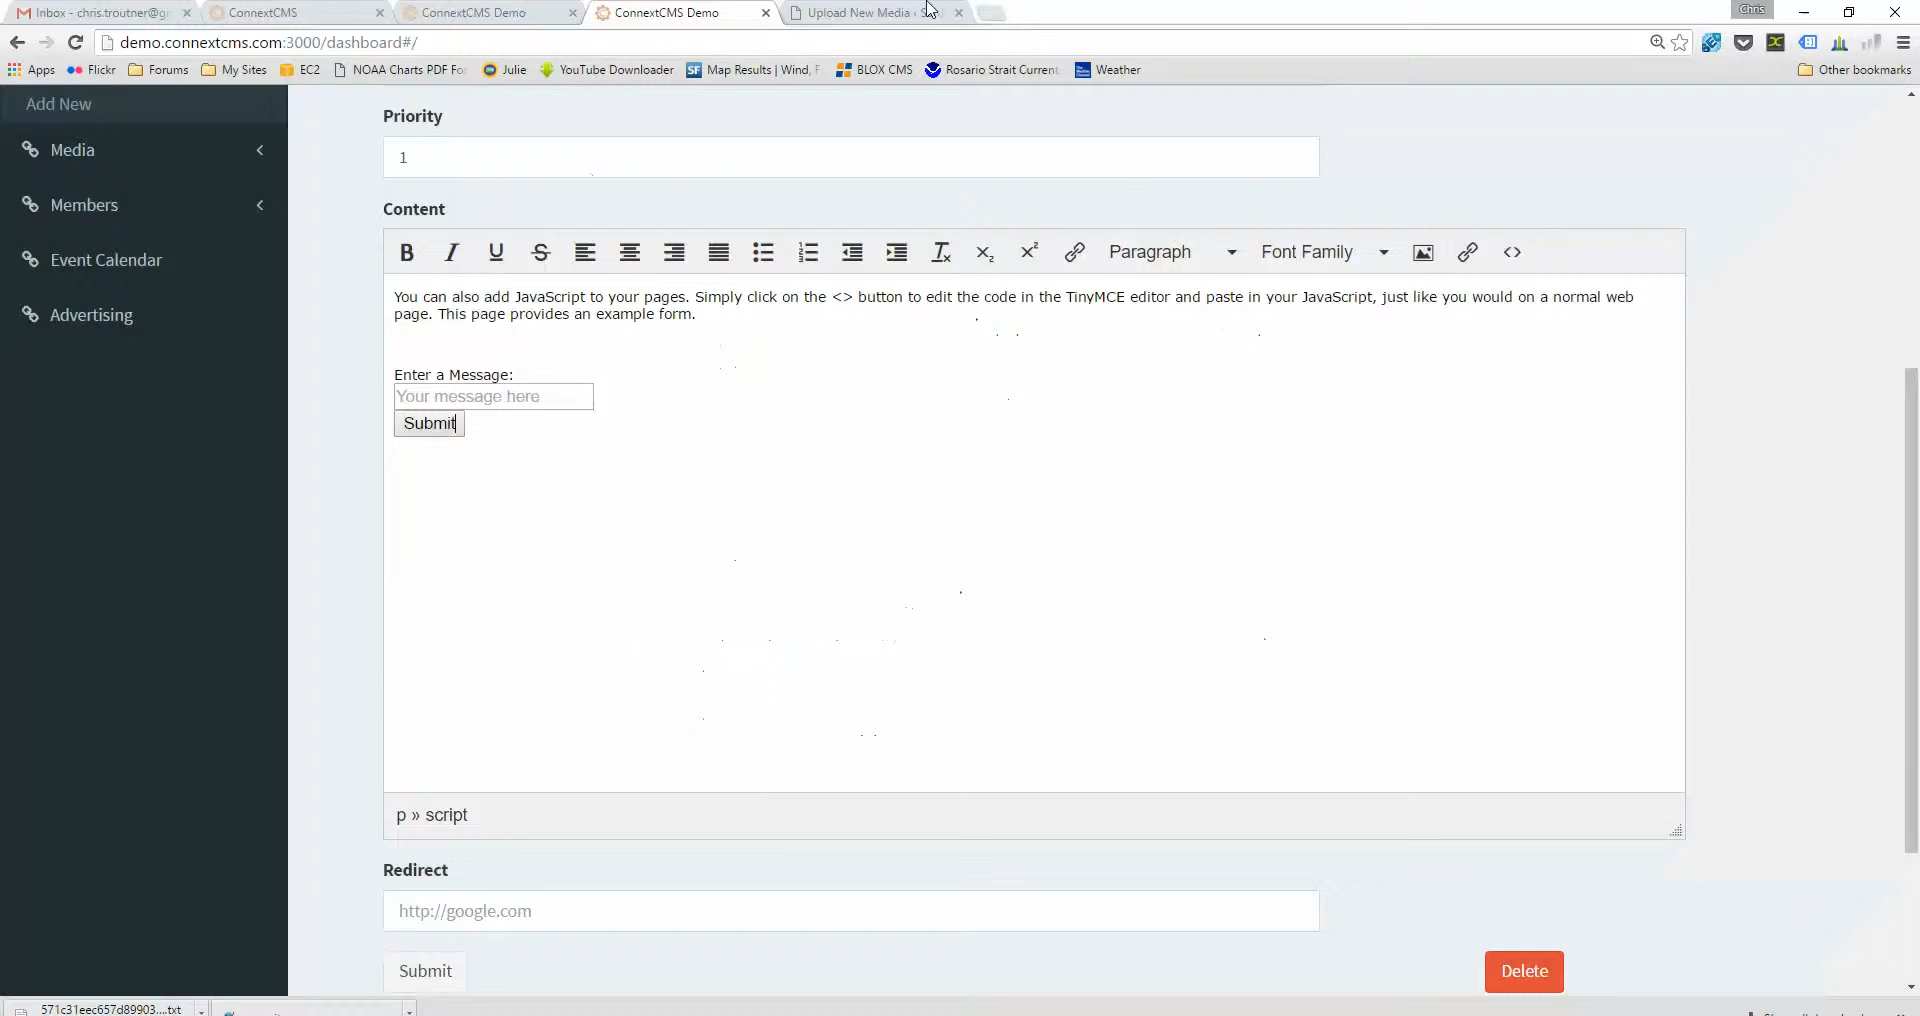 Inbox - chris.troutner@gr
ConnextCMS
ConnextCMS Demo
ConnextCMS Demo
Upload New Media ‹
Chris
demo.connextcms.com:3000/dashboard#/
Apps
Flickr
Forums
My Sites
EC2
NOAA Charts PDF Fo
Julie
YouTube Downloader
SF Map Results | Wind, F
BLOX CMS
Rosario Strait Current
Weather
Other bookmarks
Add New
Media
Members
Event Calendar
Advertising
Priority
1
Content
Paragraph
Font Family
You can also add JavaScript to your pages. Simply click on the <> button to edit the code in the TinyMCE editor and paste in your JavaScript, just like you would on a normal web
page. This page provides an example form.
Enter a Message:
Your message here
Submit
p » script
Redirect
http://google.com
Submit
Delete
571c31eec657d89903....txt